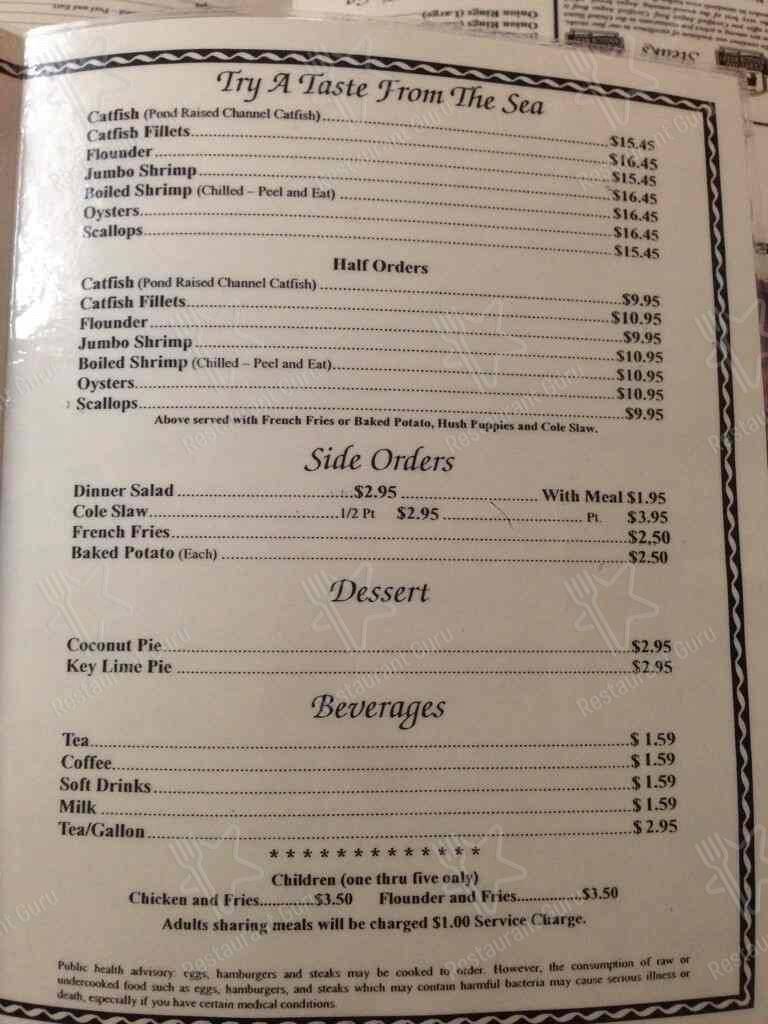 Onion Rings (Large)
Steaks
Try A Taste From The Sea
Catfish (Pond Raised Channel Catfish)........ $15.45
Catfish Fillets........ $16.45
Flounder........ $15.45
Jumbo Shrimp........ $16.45
Boiled Shrimp (Chilled – Peel and Eat) ........ $16.45
Oysters........ $16.45
Scallops........ $15.45
Half Orders
Catfish (Pond Raised Channel Catfish) ........ $9.95
Catfish Fillets........ $10.95
Flounder........ $9.95
Jumbo Shrimp........ $10.95
Boiled Shrimp (Chilled – Peel and Eat)........ $10.95
Oysters........ $10.95
Scallops........ $9.95
Above served with French Fries or Baked Potato, Hush Puppies and Cole Slaw.
Side Orders
Dinner Salad ........ $2.95 ........ With Meal $1.95
Cole Slaw........ 1/2 Pt $2.95 ........ Pt. $3.95
French Fries........ $2,50
Baked Potato (Each) ........ $2.50
Dessert
Coconut Pie........ $2.95
Key Lime Pie ........ $2.95
Beverages
Tea........ $ 1.59
Coffee........ $ 1.59
Soft Drinks........ $ 1.59
Milk ........ $ 1.59
Tea/Gallon ........ $ 2.95
* * * * * * * * * * * * *
Children (one thru five only)
Chicken and Fries........ $3.50 Flounder and Fries........ $3.50
Adults sharing meals will be charged $1.00 Service Charge.
Public health advisory: eggs, hamburgers and steaks may be cooked to order. However, the consumption of raw or
undercooked food such as eggs, hamburgers, and steaks which may contain harmful bacteria may cause serious illness or
death, especially if you have certain medical conditions.
Restaurant Guru